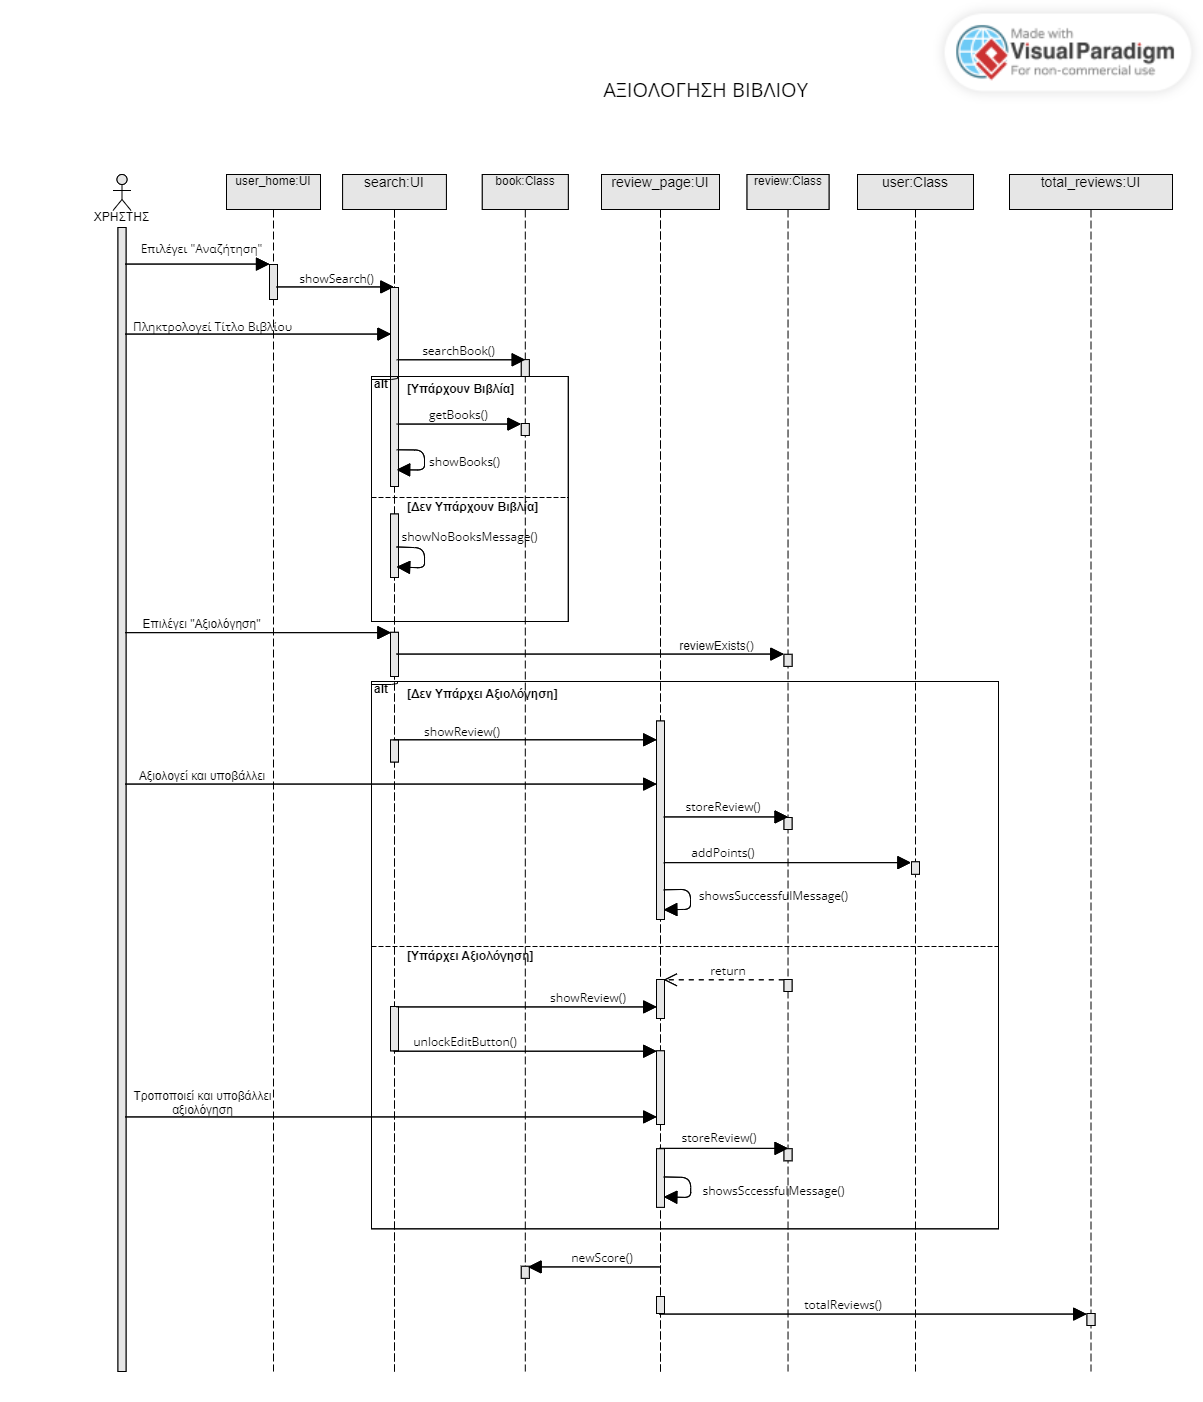 Made with
Visual Paradigm
For non-commercial use
ΑΞΙΟΛΟΓΗΣΗ ΒΙΒΛΙΟΥ
ΧΡΗΣΤΗΣ
user_home:UI
search:UI
book:Class
review_page:UI
review:Class
user:Class
total_reviews:UI
Επιλέγει "Αναζήτηση"
showSearch()
Πληκτρολογεί Τίτλο Βιβλίου
searchBook()
alt
[Υπάρχουν Βιβλία]
getBooks()
showBooks()
[Δεν Υπάρχουν Βιβλία]
showNoBooksMessage()
Επιλέγει "Αξιολόγηση"
reviewExists()
alt
[Δεν Υπάρχει Αξιολόγηση]
showReview()
Αξιολογεί και υποβάλλει
storeReview()
addPoints()
showsSuccessfulMessage()
[Υπάρχει Αξιολόγηση]
return
showReview()
unlockEditButton()
Τροποποιεί και υποβάλλει
αξιολόγηση
storeReview()
showsSccessfulMessage()
newScore()
totalReviews()